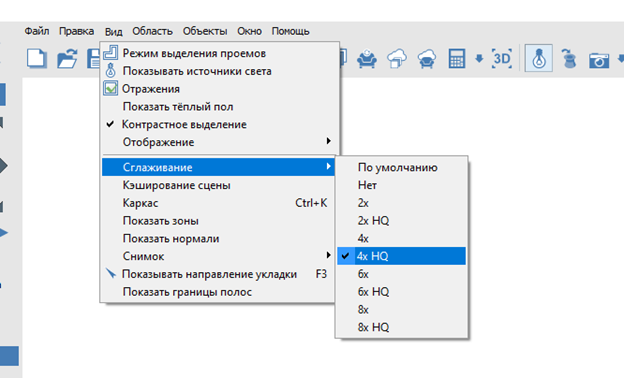 Файл Правка Вид Область Объекты Окно Помощь
3D
Режим выделения проемов
Показывать источники света
Отражения
Показать тёплый пол
Контрастное выделение
Отображение
Сглаживание
Кэширование сцены
Каркас Ctrl+K
Показать зоны
Показать нормали
Снимок
Показывать направление укладки F3
Показать границы полос
По умолчанию
Нет
2x
2x HQ
4x
4x HQ
6x
6x HQ
8x
8x HQ